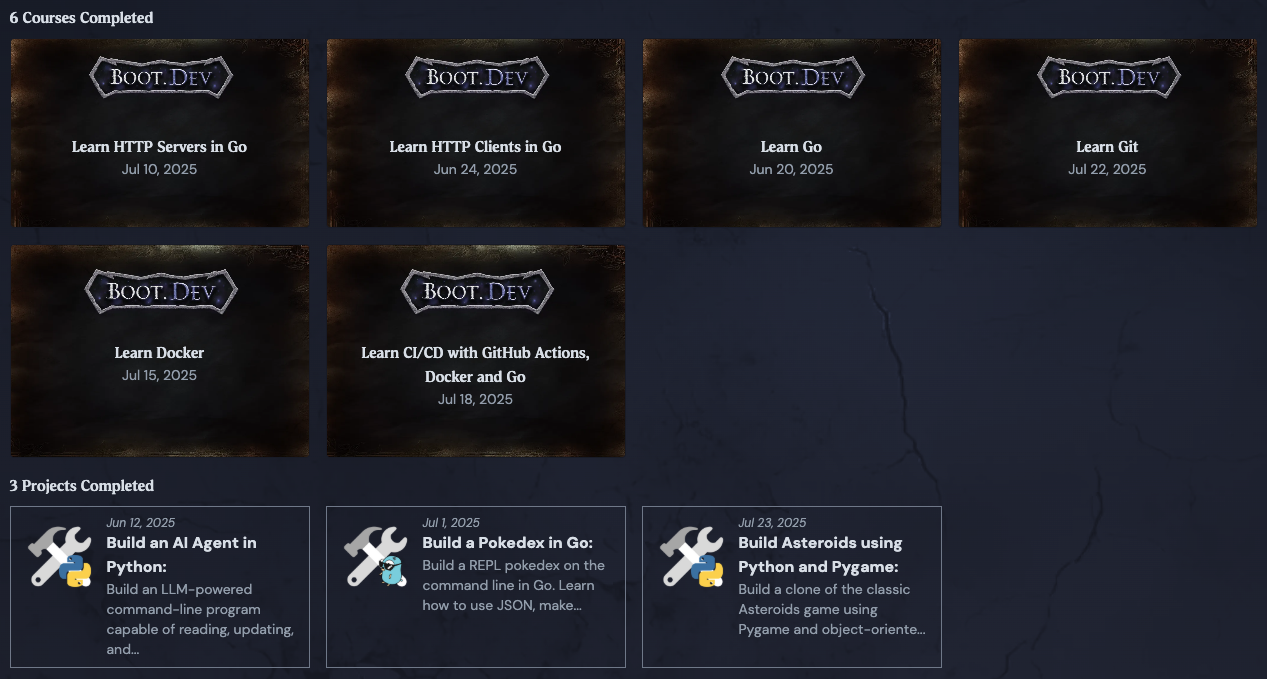 6 Courses Completed
BOOT.DEV
BOOT.DEV
BOOT.DEV
BOOT.DEV
Learn HTTP Servers in Go
Jul 10, 2025
Learn HTTP Clients in Go
Jun 24, 2025
Learn Go
Jun 20, 2025
Learn Git
Jul 22, 2025
BOOT.DEV
BOOT.DEV
Learn Docker
Jul 15, 2025
Learn CI/CD with GitHub Actions,
Docker and Go
Jul 18, 2025
3 Projects Completed
Jun 12, 2025
Build an AI Agent in
Python:
Build an LLM-powered
command-line program
capable of reading, updating,
and...
Jul 1, 2025
Build a Pokedex in Go:
Build a REPL pokedex on the
command line in Go. Learn
how to use JSON, make...
Jul 23, 2025
Build Asteroids using
Python and Pygame:
Build a clone of the classic
Asteroids game using
Pygame and object-oriente...